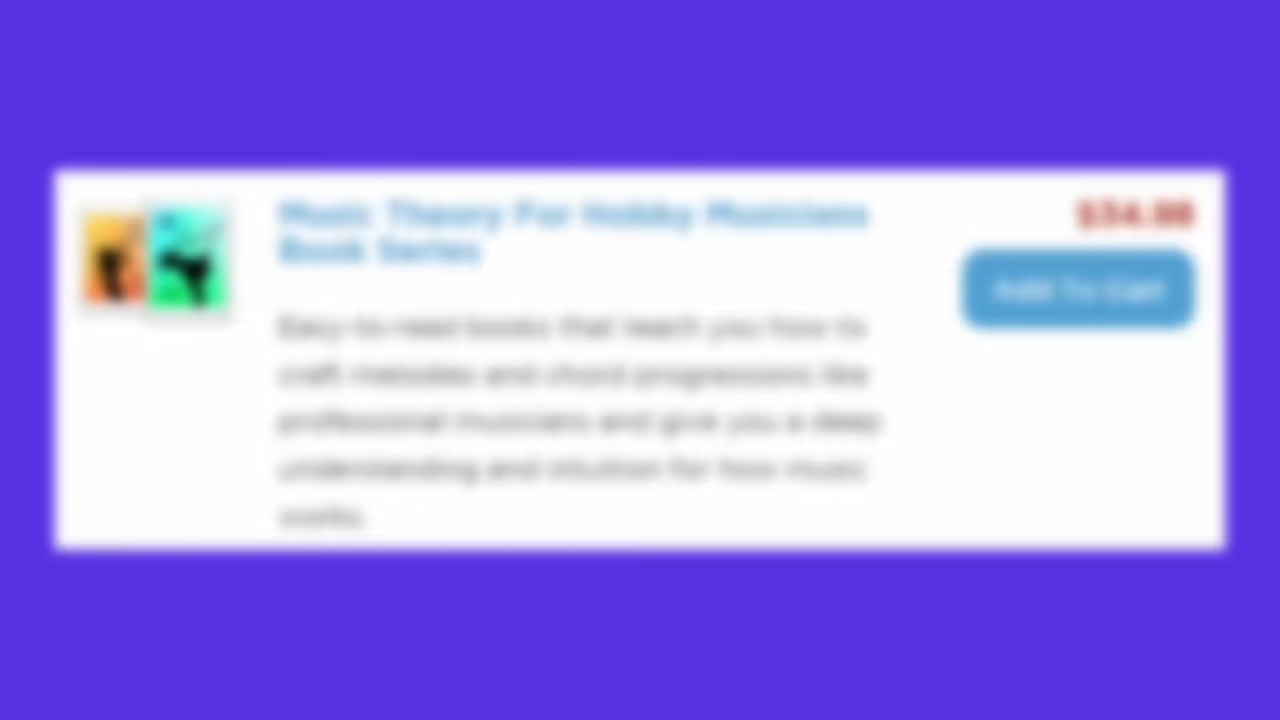 Music Theory For Hobby Musicians
Book Series
Easy-to-read books that teach you how to
craft melodies and chord progressions like
professional musicians and give you a deep
understanding and intuition for how music
works.
Add To Cart